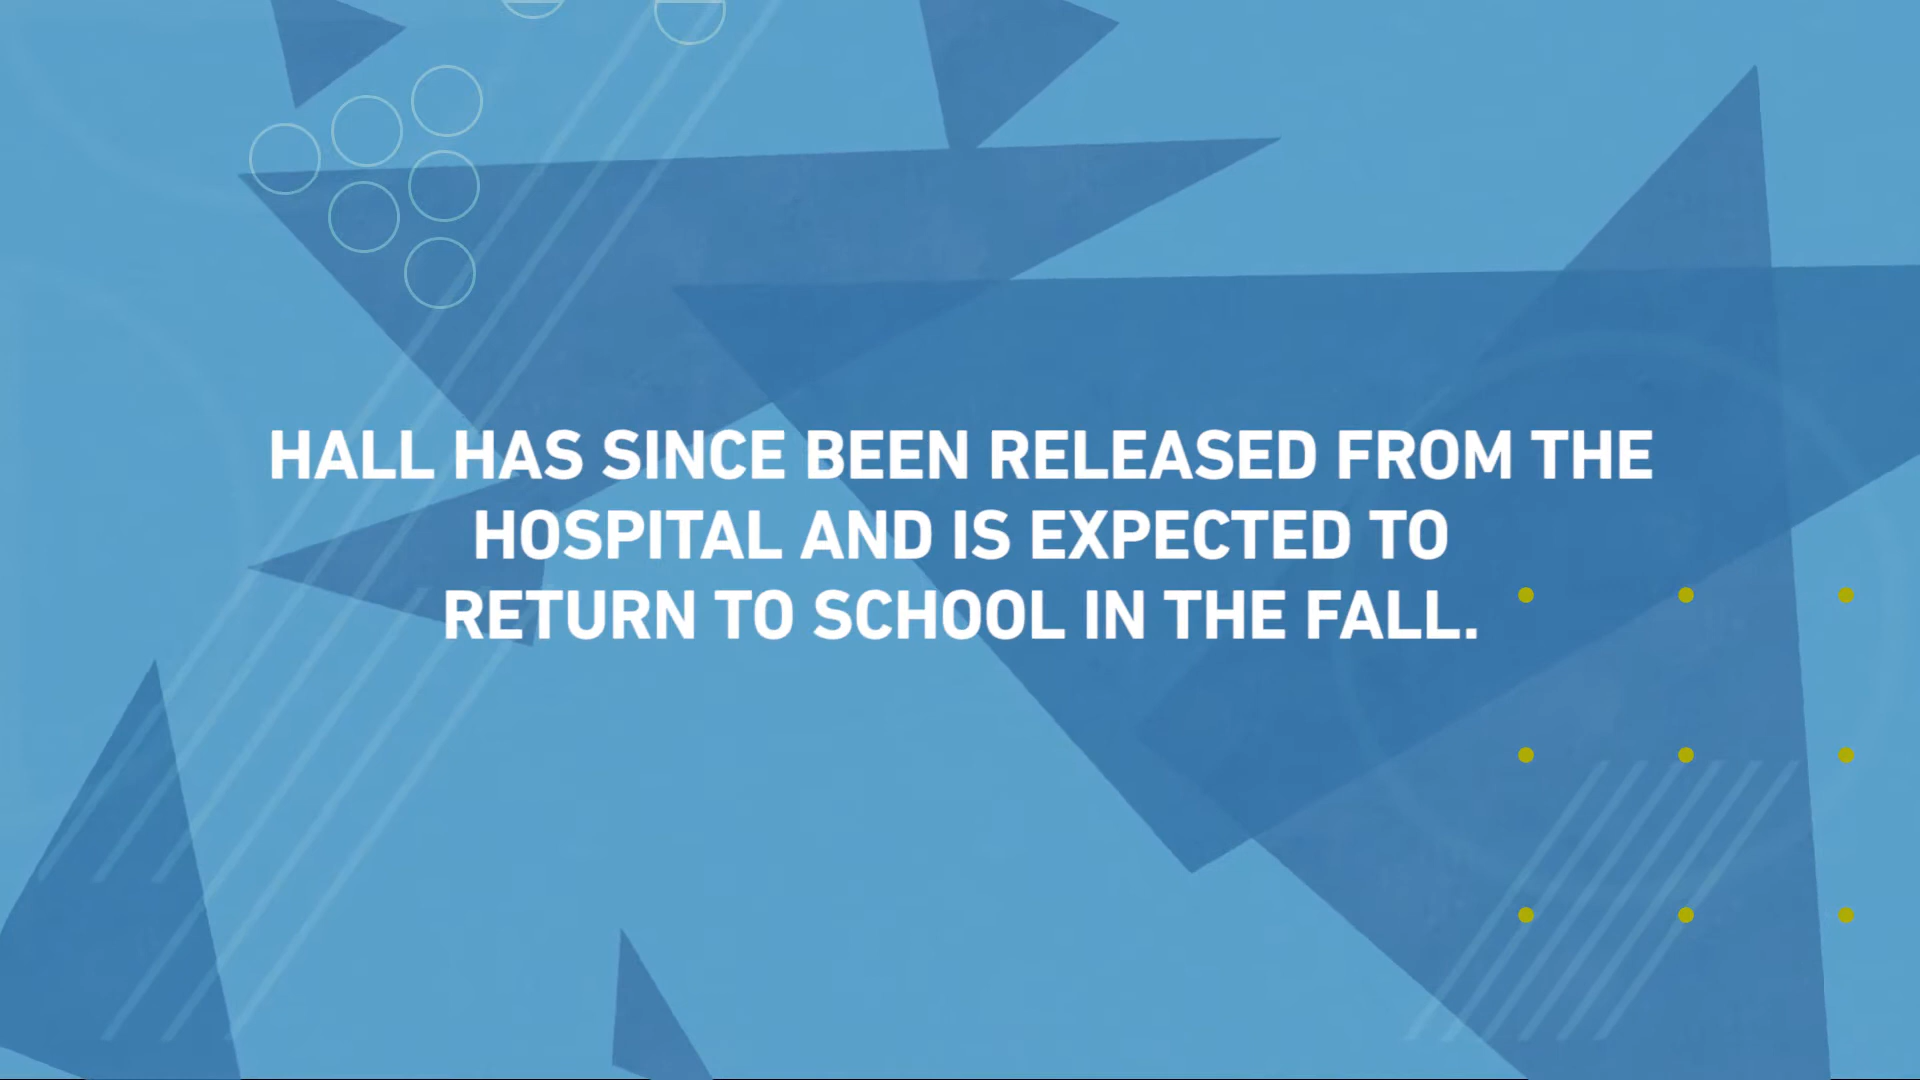 HALL HAS SINCE BEEN RELEASED FROM THE
HOSPITAL AND IS EXPECTED TO
RETURN TO SCHOOL IN THE FALL.